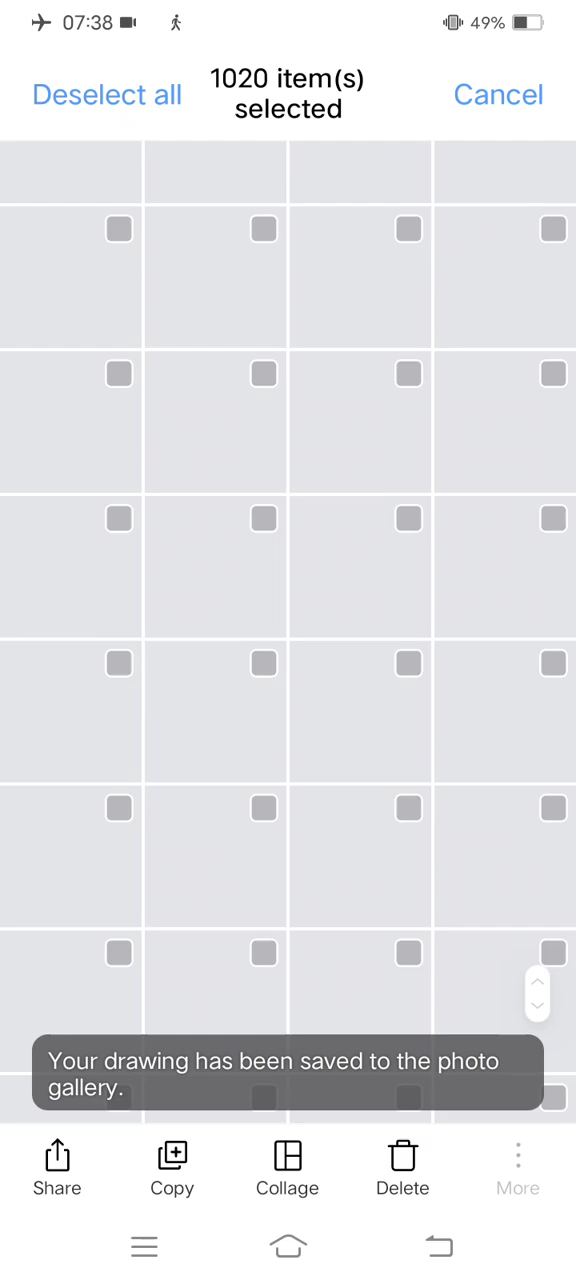 07:38
49%
Deselect all
1020 item(s)
selected
Cancel
Your drawing has been saved to the photo
gallery.
Share
Copy
Collage
Delete
More